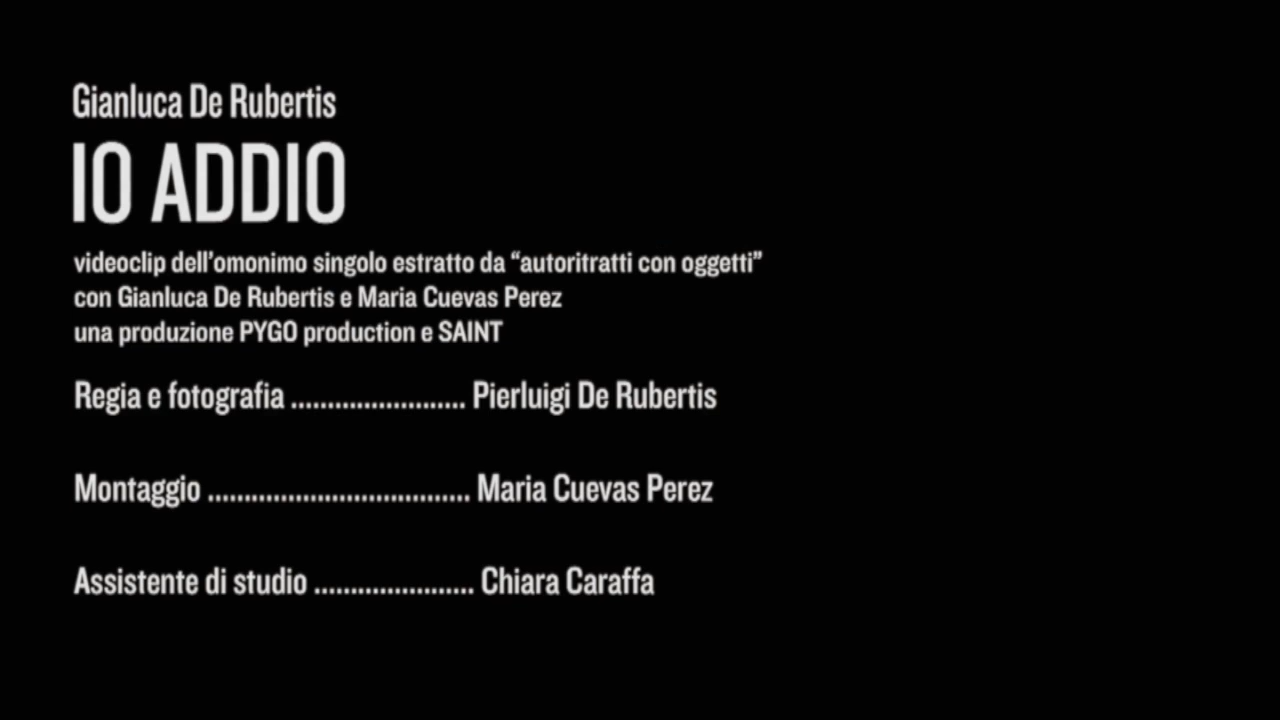 Gianluca De Rubertis
IO ADDIO
videoclip dell'omonimo singolo estratto da “autoritratti con oggetti”
con Gianluca De Rubertis e Maria Cuevas Perez
una produzione PYGO production e SAINT
Regia e fotografia ........................ Pierluigi De Rubertis
Montaggio .................................... Maria Cuevas Perez
Assistente di studio ...................... Chiara Caraffa